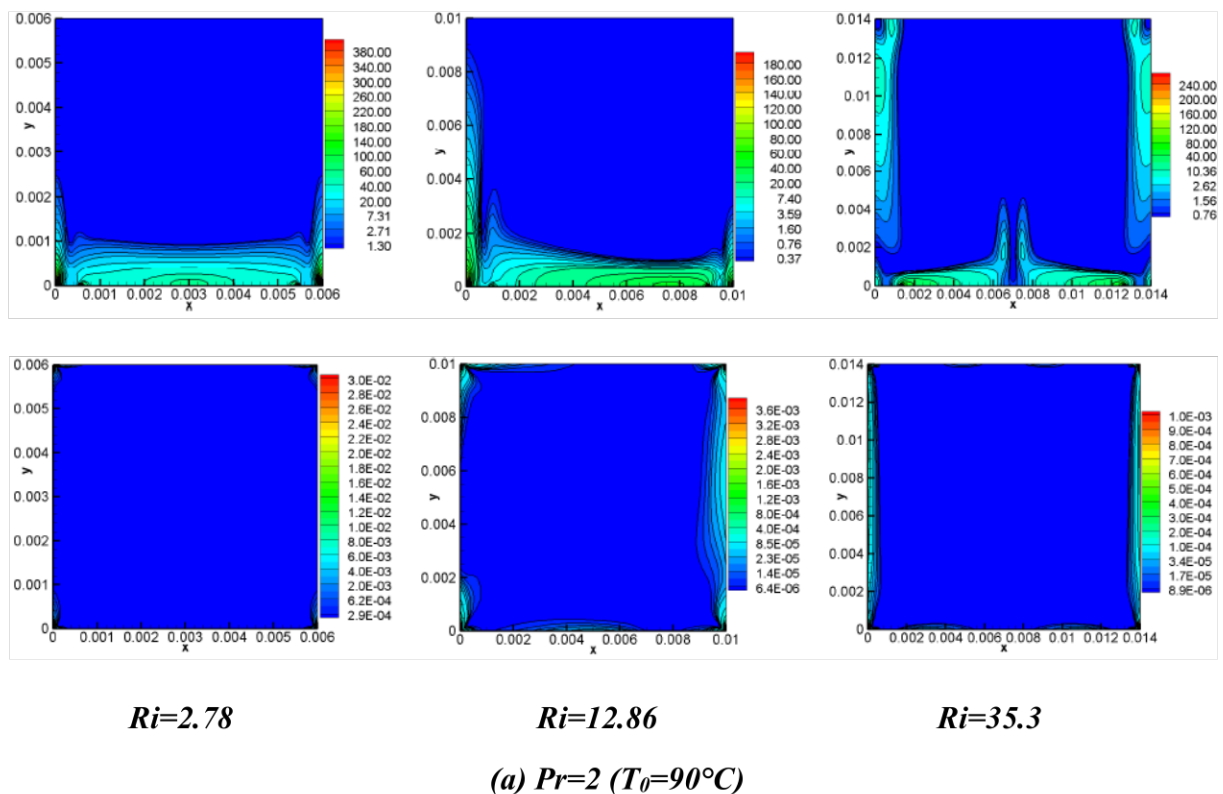 0.006
0.005
0.004
y
0.003
0.002
0.001
0
0 0.001 0.002 0.003 0.004 0.005 0.006
x
380.00
340.00
300.00
260.00
220.00
180.00
140.00
100.00
60.00
40.00
20.00
7.31
2.71
1.30
0.01
0.008
0.006
y
0.004
0.002
0
0 0.002 0.004 0.006 0.008 0.01
x
180.00
160.00
140.00
120.00
100.00
80.00
60.00
40.00
20.00
7.40
3.59
1.60
0.76
0.37
0.014
0.012
0.01
0.008
y
0.006
0.004
0.002
0
0 0.002 0.004 0.006 0.008 0.01 0.012 0.014
x
240.00
200.00
160.00
120.00
80.00
40.00
10.36
2.62
1.56
0.76
0.006
0.005
0.004
y
0.003
0.002
0.001
0
0 0.001 0.002 0.003 0.004 0.005 0.006
x
3.0E-02
2.8E-02
2.6E-02
2.4E-02
2.2E-02
2.0E-02
1.8E-02
1.6E-02
1.4E-02
1.2E-02
1.0E-02
8.0E-03
6.0E-03
4.0E-03
2.0E-03
6.2E-04
2.9E-04
0.01
0.008
0.006
y
0.004
0.002
0
0 0.002 0.004 0.006 0.008 0.01
x
3.6E-03
3.2E-03
2.8E-03
2.4E-03
2.0E-03
1.6E-03
1.2E-03
8.0E-04
4.0E-04
8.5E-05
2.3E-05
1.4E-05
6.4E-06
0.014
0.012
0.01
0.008
y
0.006
0.004
0.002
0
0 0.002 0.004 0.006 0.008 0.01 0.012 0.014
x
1.0E-03
9.0E-04
8.0E-04
7.0E-04
6.0E-04
5.0E-04
4.0E-04
3.0E-04
2.0E-04
1.0E-04
3.4E-05
1.7E-05
8.9E-06
Ri=2.78 Ri=12.86 Ri=35.3
(a) Pr=2 (T₀=90°C)